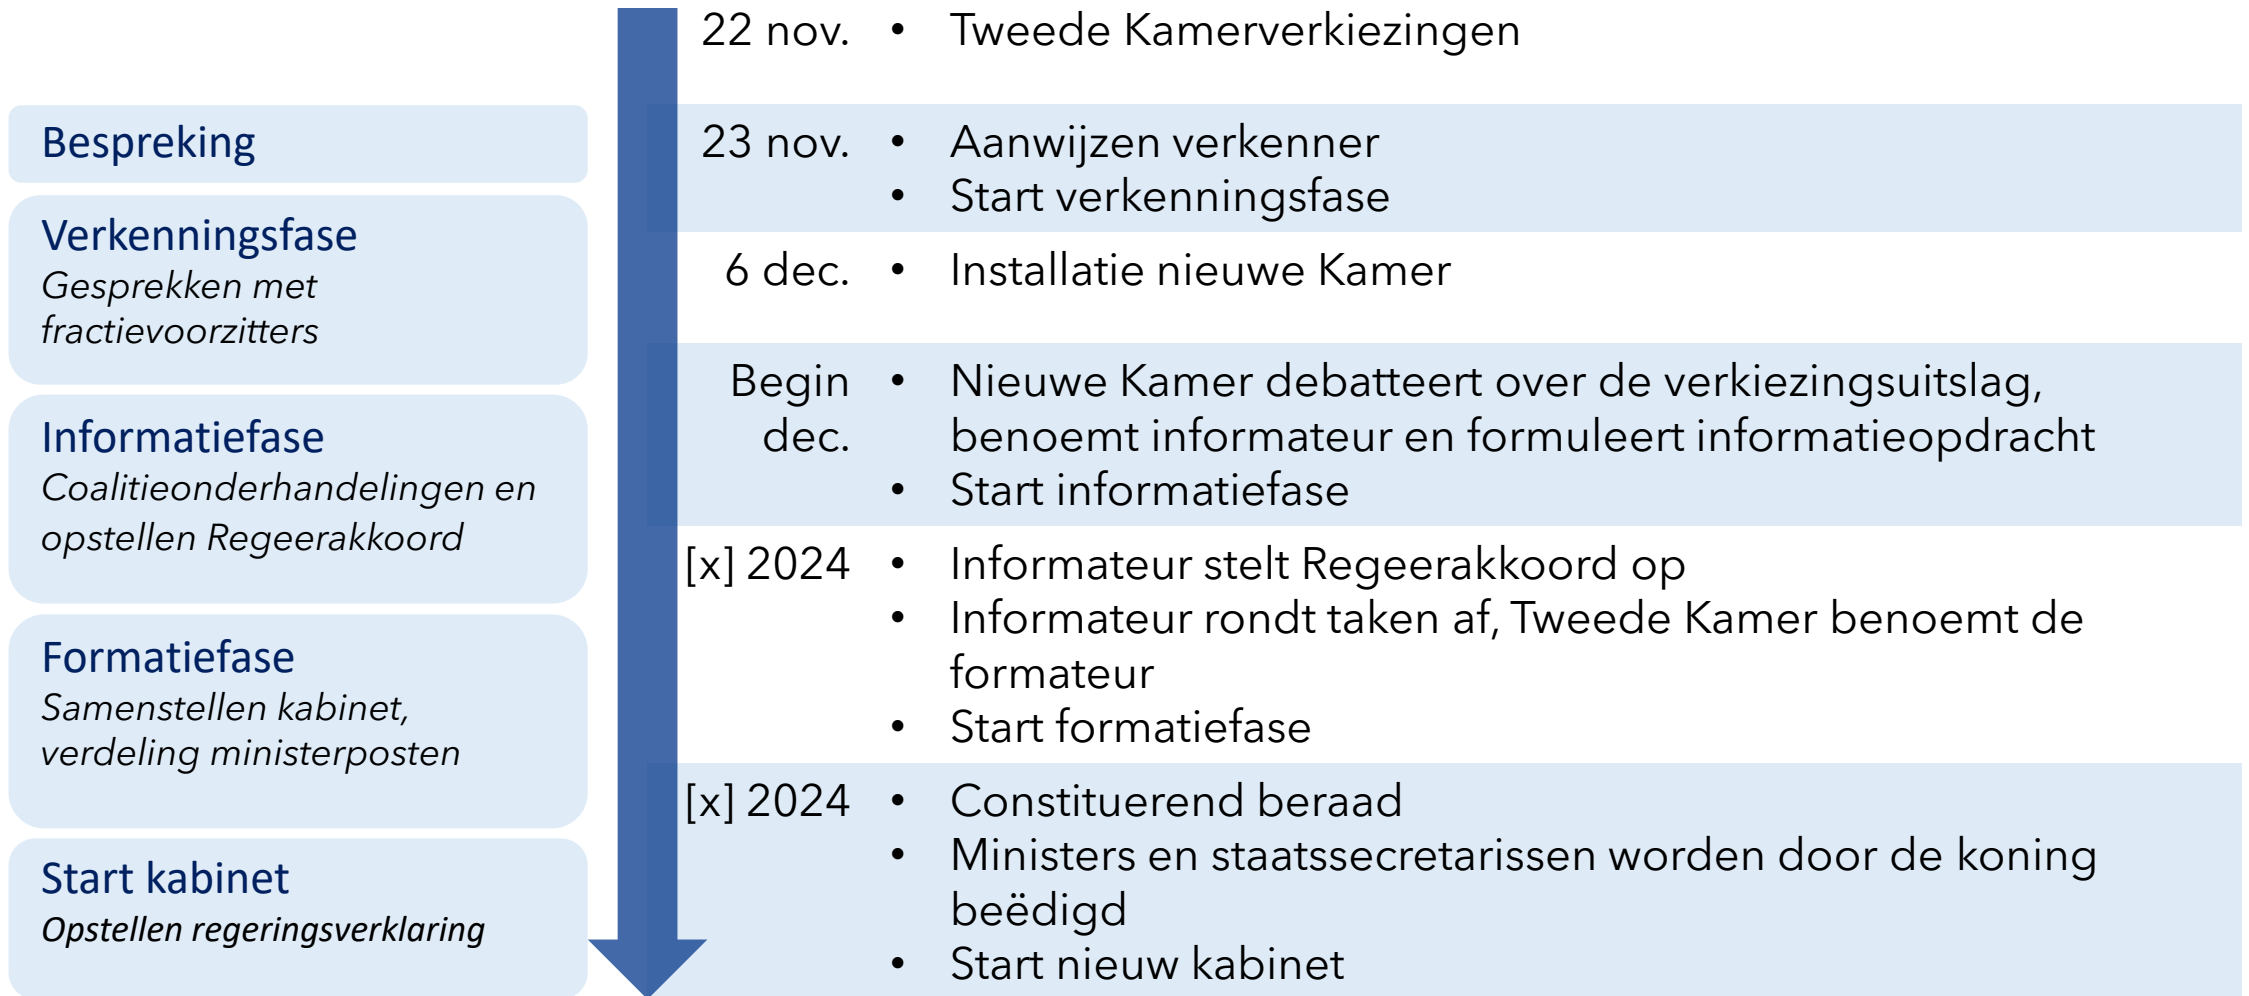 Bespreking
Verkenningsfase
Gesprekken met
fractievoorzitters
Informatiefase
Coalitieonderhandelingen en
opstellen Regeerakkoord
Formatiefase
Samenstellen kabinet,
verdeling ministerposten
Start kabinet
Opstellen regeringsverklaring
22 nov. • Tweede Kamerverkiezingen
23 nov. • Aanwijzen verkenner
• Start verkenningsfase
6 dec. • Installatie nieuwe Kamer
Begin • Nieuwe Kamer debatteert over de verkiezingsuitslag,
dec. benoemt informateur en formuleert informatieopdracht
• Start informatiefase
[x] 2024 • Informateur stelt Regeerakkoord op
• Informateur rondt taken af, Tweede Kamer benoemt de
formateur
• Start formatiefase
[x] 2024 • Constituerend beraad
• Ministers en staatssecretarissen worden door de koning
beëdigd
• Start nieuw kabinet